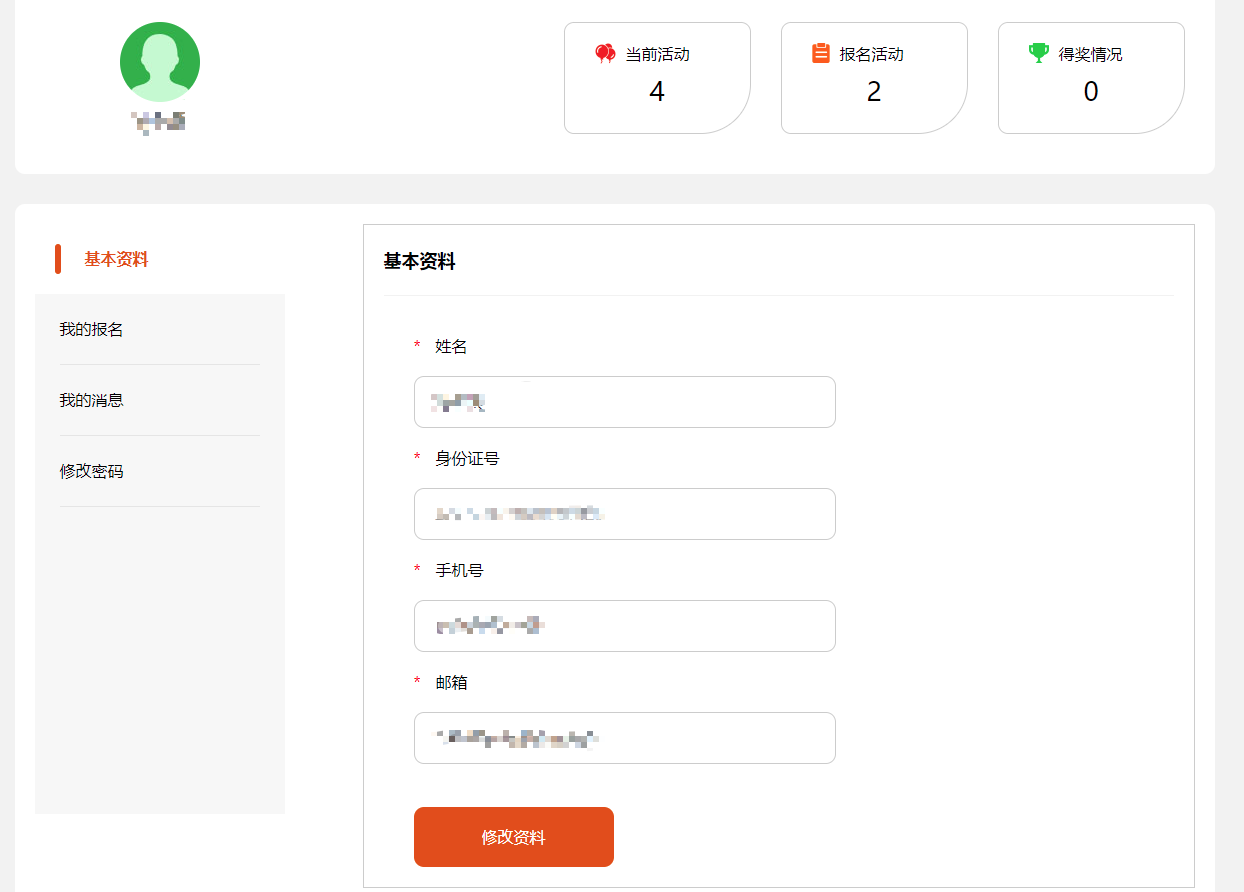 当前活动
4
报名活动
2
得奖情况
0
基本资料
我的报名
我的消息
修改密码
基本资料
* 姓名
* 身份证号
* 手机号
* 邮箱
修改资料